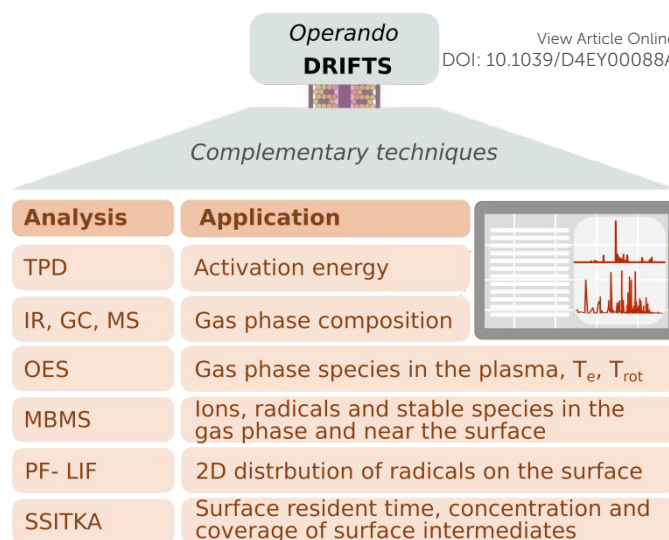 Operando
DRIFTS
View Article Online
DOI: 10.1039/D4EY00088A
Complementary techniques
Analysis Application
TPD Activation energy
IR, GC, MS Gas phase composition
OES Gas phase species in the plasma, Te, Trot
MBMS Ions, radicals and stable species in the
gas phase and near the surface
PF- LIF 2D distrbution of radicals on the surface
SSITKA Surface resident time, concentration and
coverage of surface intermediates